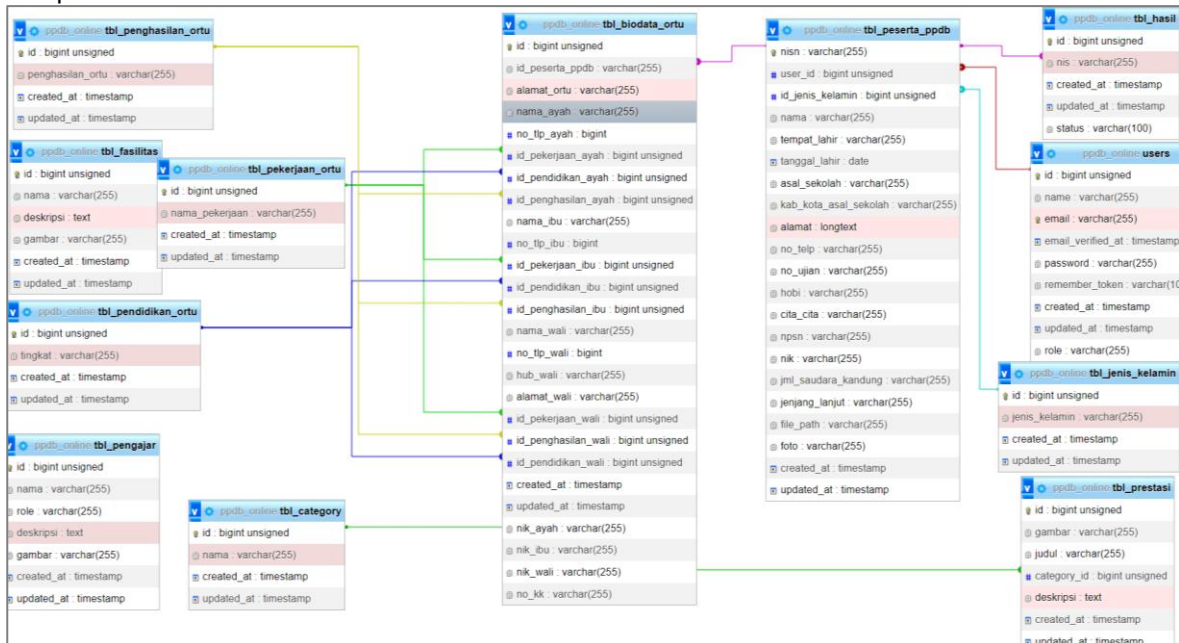 ppdb_online tbl_penghasilan_ortu
id : bigint unsigned
penghasilan_ortu : varchar(255)
created_at : timestamp
updated_at : timestamp
ppdb_online tbl_fasilitas
id : bigint unsigned
nama : varchar(255)
deskripsi : text
gambar : varchar(255)
created_at : timestamp
updated_at : timestamp
ppdb_online tbl_pekerjaan_ortu
id : bigint unsigned
nama_pekerjaan : varchar(255)
created_at : timestamp
updated_at : timestamp
ppdb_online tbl_pendidikan_ortu
id : bigint unsigned
tingkat : varchar(255)
created_at : timestamp
updated_at : timestamp
ppdb_online tbl_pengajar
id : bigint unsigned
nama : varchar(255)
role : varchar(255)
deskripsi : text
gambar : varchar(255)
created_at : timestamp
updated_at : timestamp
ppdb_online tbl_category
id : bigint unsigned
nama : varchar(255)
created_at : timestamp
updated_at : timestamp
ppdb_online tbl_biodata_ortu
id : bigint unsigned
id_peserta_ppdb : varchar(255)
alamat_ortu : varchar(255)
nama_ayah : varchar(255)
no_tlp_ayah : bigint
id_pekerjaan_ayah : bigint unsigned
id_pendidikan_ayah : bigint unsigned
id_penghasilan_ayah : bigint unsigned
nama_ibu : varchar(255)
no_tlp_ibu : bigint
id_pekerjaan_ibu : bigint unsigned
id_pendidikan_ibu : bigint unsigned
id_penghasilan_ibu : bigint unsigned
nama_wali : varchar(255)
no_tlp_wali : bigint
hub_wali : varchar(255)
alamat_wali : varchar(255)
id_pekerjaan_wali : bigint unsigned
id_penghasilan_wali : bigint unsigned
id_pendidikan_wali : bigint unsigned
created_at : timestamp
updated_at : timestamp
nik_ayah : varchar(255)
nik_ibu : varchar(255)
nik_wali : varchar(255)
no_kk : varchar(255)
ppdb_online tbl_peserta_ppdb
nisn : varchar(255)
user_id : bigint unsigned
id_jenis_kelamin : bigint unsigned
nama : varchar(255)
tempat_lahir : varchar(255)
tanggal_lahir : date
asal_sekolah : varchar(255)
kab_kota_asal_sekolah : varchar(255)
alamat : longtext
no_telp : varchar(255)
no_ujian : varchar(255)
hobi : varchar(255)
cita_cita : varchar(255)
npsn : varchar(255)
nik : varchar(255)
jml_saudara_kandung : varchar(255)
jenjang_lanjut : varchar(255)
file_path : varchar(255)
foto : varchar(255)
created_at : timestamp
updated_at : timestamp
ppdb_online tbl_hasil
id : bigint unsigned
nis : varchar(255)
created_at : timestamp
updated_at : timestamp
status : varchar(100)
ppdb_online users
id : bigint unsigned
name : varchar(255)
email : varchar(255)
email_verified_at : timestamp
password : varchar(255)
remember_token : varchar(10
created_at : timestamp
updated_at : timestamp
role : varchar(255)
ppdb_online tbl_jenis_kelamin
id : bigint unsigned
jenis_kelamin : varchar(255)
created_at : timestamp
updated_at : timestamp
ppdb_online tbl_prestasi
id : bigint unsigned
gambar : varchar(255)
judul : varchar(255)
category_id : bigint unsigned
deskripsi : text
created_at : timestamp
updated_at : timestamp